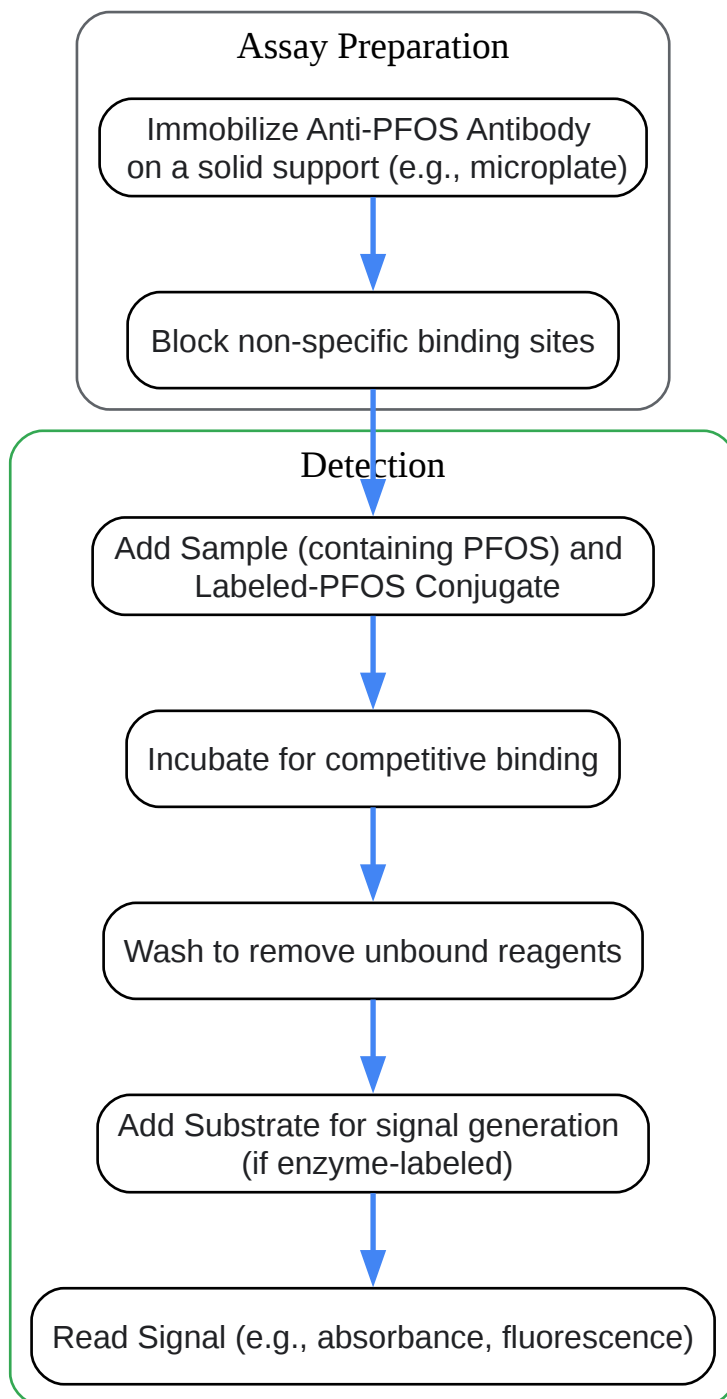 Assay Preparation
Immobilize Anti-PFOS Antibody
on a solid support (e.g., microplate)
Block non-specific binding sites
Detection
Add Sample (containing PFOS) and
Labeled-PFOS Conjugate
Incubate for competitive binding
Wash to remove unbound reagents
Add Substrate for signal generation
(if enzyme-labeled)
Read Signal (e.g., absorbance, fluorescence)